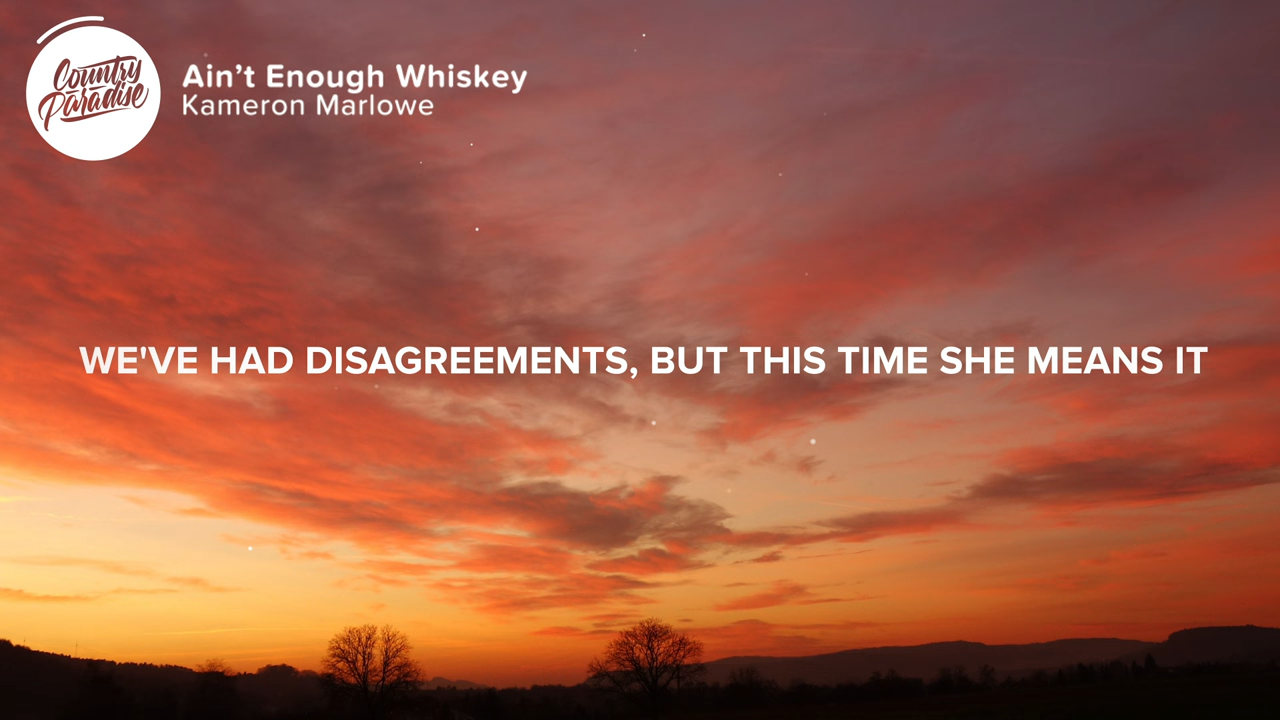 Country
Paradise
Ain’t Enough Whiskey
Kameron Marlowe
WE'VE HAD DISAGREEMENTS, BUT THIS TIME SHE MEANS IT